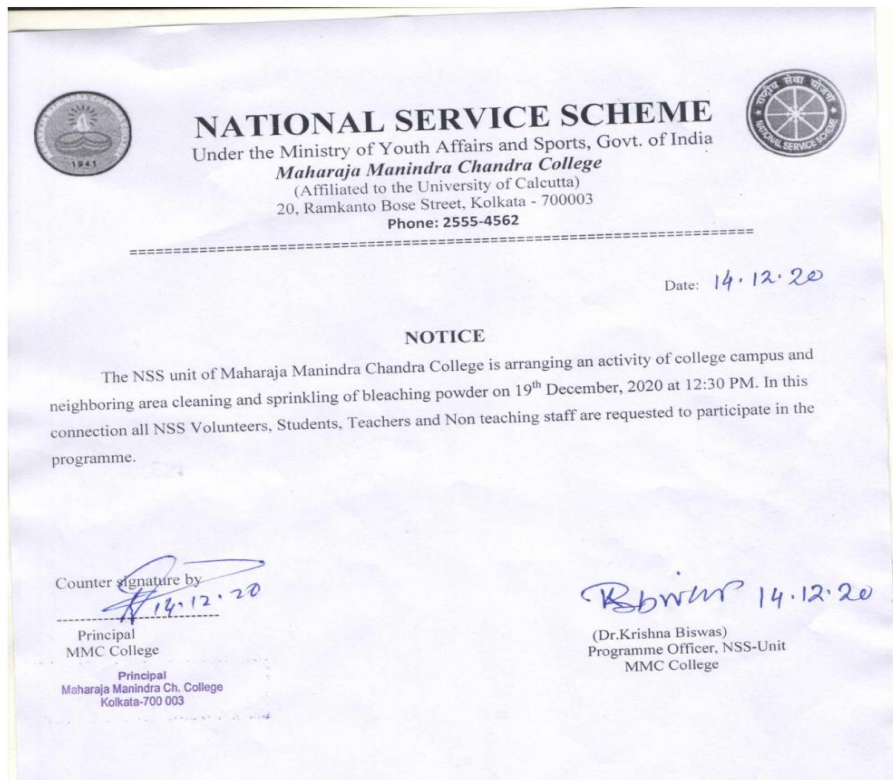 1941
राष्ट्रीय सेवा योजना
NATIONAL SERVICE SCHEME
NATIONAL SERVICE SCHEME
Under the Ministry of Youth Affairs and Sports, Govt. of India
Maharaja Manindra Chandra College
(Affiliated to the University of Calcutta)
20, Ramkanto Bose Street, Kolkata - 700003
Phone: 2555-4562
Date: 14.12.20
NOTICE
The NSS unit of Maharaja Manindra Chandra College is arranging an activity of college campus and
neighboring area cleaning and sprinkling of bleaching powder on 19th December, 2020 at 12:30 PM. In this
connection all NSS Volunteers, Students, Teachers and Non teaching staff are requested to participate in the
programme.
Counter signature by
14.12.20
Principal
MMC College
Principal
Maharaja Manindra Ch. College
Kolkata-700 003
14.12.20
(Dr.Krishna Biswas)
Programme Officer, NSS-Unit
MMC College